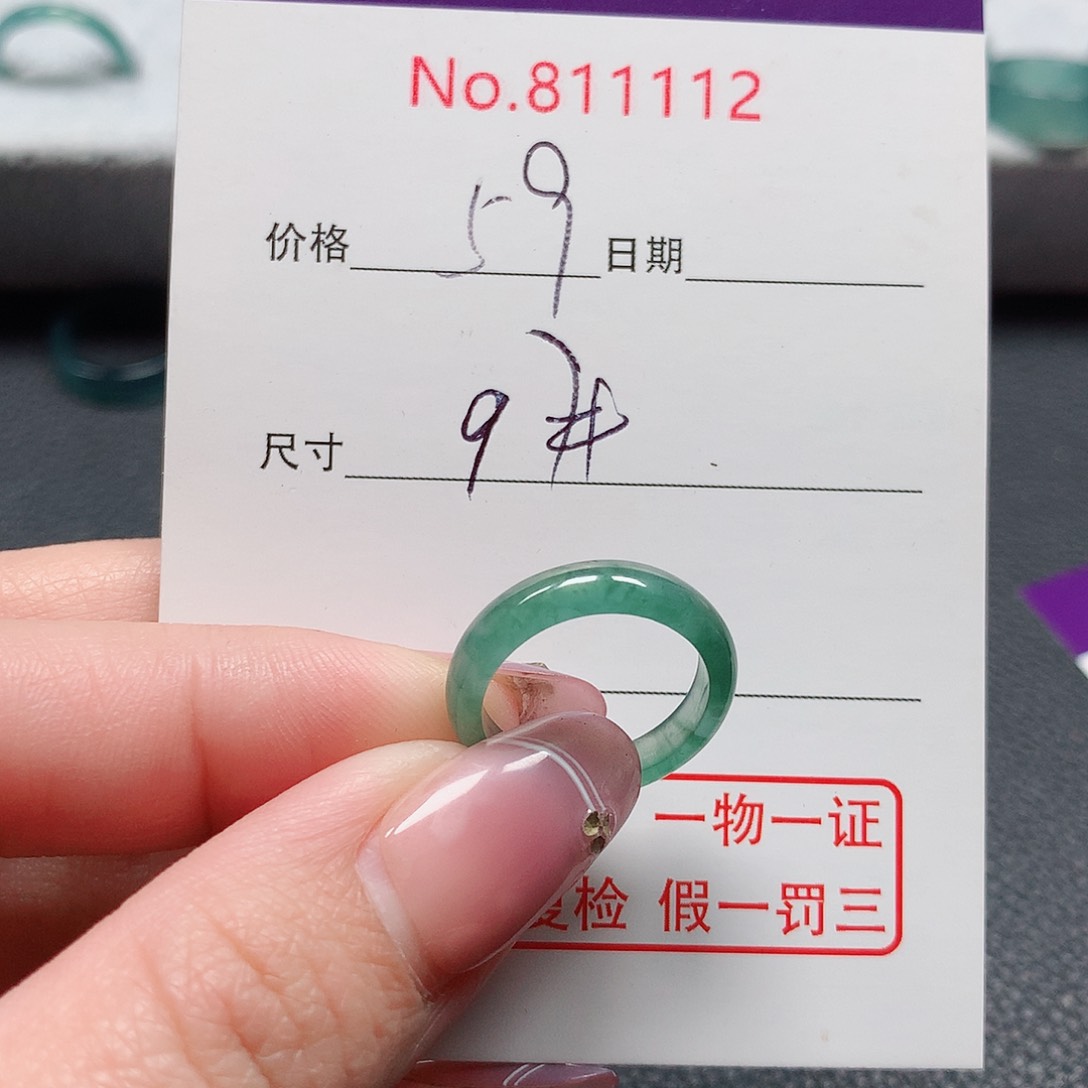 No.811112
价格 59 日期
尺寸 9#
一物一证
复检 假一罚三